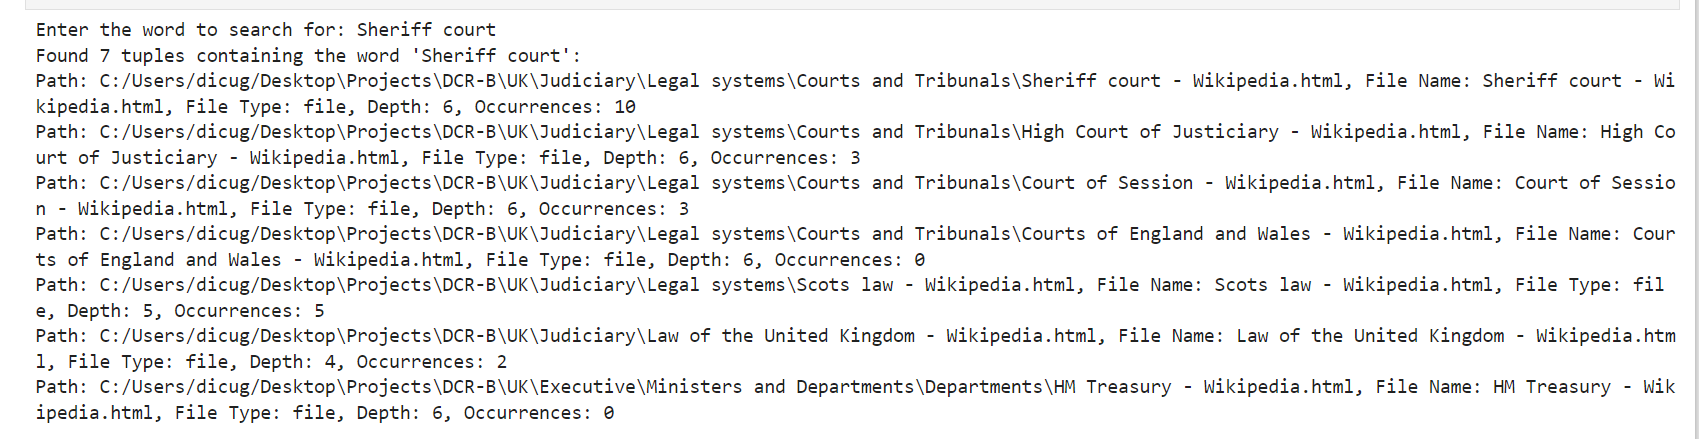 Enter the word to search for: Sheriff court
Found 7 tuples containing the word 'Sheriff court':
Path: C:/Users/dicug/Desktop\Projects\DCR-B\UK\Judiciary\Legal systems\Courts and Tribunals\Sheriff court - Wikipedia.html, File Name: Sheriff court - Wi
kipedia.html, File Type: file, Depth: 6, Occurrences: 10
Path: C:/Users/dicug/Desktop\Projects\DCR-B\UK\Judiciary\Legal systems\Courts and Tribunals\High Court of Justiciary - Wikipedia.html, File Name: High Co
urt of Justiciary - Wikipedia.html, File Type: file, Depth: 6, Occurrences: 3
Path: C:/Users/dicug/Desktop\Projects\DCR-B\UK\Judiciary\Legal systems\Courts and Tribunals\Court of Session - Wikipedia.html, File Name: Court of Sessio
n - Wikipedia.html, File Type: file, Depth: 6, Occurrences: 3
Path: C:/Users/dicug/Desktop\Projects\DCR-B\UK\Judiciary\Legal systems\Courts and Tribunals\Courts of England and Wales - Wikipedia.html, File Name: Cour
ts of England and Wales - Wikipedia.html, File Type: file, Depth: 6, Occurrences: 0
Path: C:/Users/dicug/Desktop\Projects\DCR-B\UK\Judiciary\Legal systems\Scots law - Wikipedia.html, File Name: Scots law - Wikipedia.html, File Type: fil
e, Depth: 5, Occurrences: 5
Path: C:/Users/dicug/Desktop\Projects\DCR-B\UK\Judiciary\Law of the United Kingdom - Wikipedia.html, File Name: Law of the United Kingdom - Wikipedia.htm
l, File Type: file, Depth: 4, Occurrences: 2
Path: C:/Users/dicug/Desktop\Projects\DCR-B\UK\Executive\Ministers and Departments\Departments\HM Treasury - Wikipedia.html, File Name: HM Treasury - Wik
ipedia.html, File Type: file, Depth: 6, Occurrences: 0